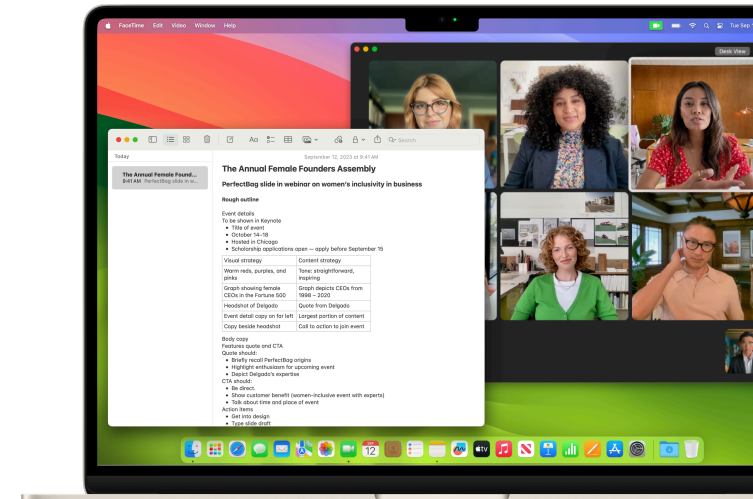 FaceTime Edit Video Window Help
Tue Sep
Desk View
Aa
Search
Today
The Annual Female Found...
9:41 AM PerfectBag slide in w...
September 12, 2023 at 9:41 AM
The Annual Female Founders Assembly
PerfectBag slide in webinar on women's inclusivity in business
Rough outline
Event details
To be shown in Keynote
• Title of event
• October 14–18
• Hosted in Chicago
• Scholarship applications open — apply before September 15
Visual strategy Content strategy
Warm reds, purples, and Tone: straightforward,
pinks inspiring
Graph showing female Graph depicts CEOs from
CEOs in the Fortune 500 1998 – 2020
Headshot of Delgado Quote from Delgado
Event detail copy on far left Largest portion of content
Copy beside headshot Call to action to join event
Body copy
Features quote and CTA
Quote should:
• Briefly recall PerfectBag origins
• Highlight enthusiasm for upcoming event
• Depict Delgado's expertise
CTA should:
• Be direct.
• Show customer benefit (women-inclusive event with experts)
• Talk about time and place of event
Action items
• Get into design
• Type slide draft
SEP
12
tv